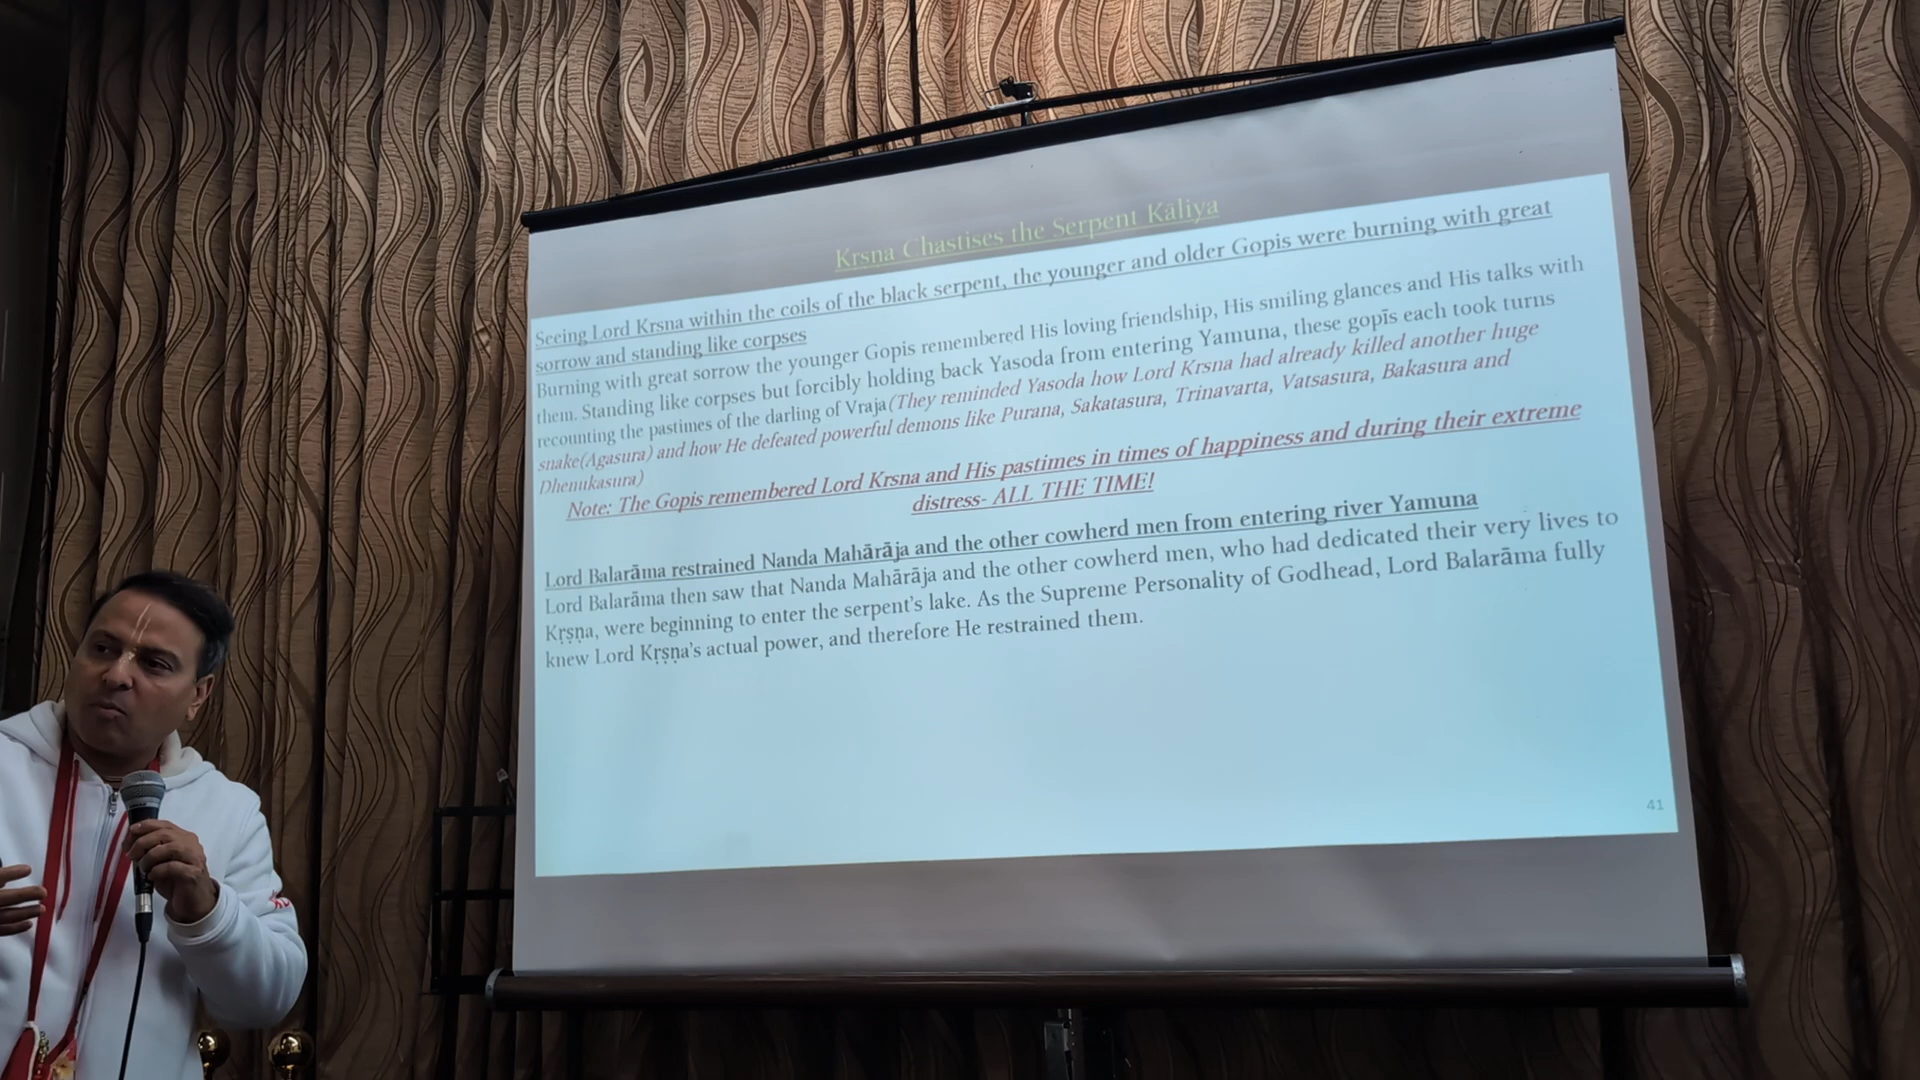 Krsna Chastises the Serpent Kāliya
Seeing Lord Krsna within the coils of the black serpent, the younger and older Gopis were burning with great
sorrow and standing like corpses
Burning with great sorrow the younger Gopis remembered His loving friendship, His smiling glances and His talks with
them. Standing like corpses but forcibly holding back Yasoda from entering Yamuna, these gopīs each took turns
recounting the pastimes of the darling of Vraja(They reminded Yasoda how Lord Krsna had already killed another huge
snake(Agasura) and how He defeated powerful demons like Purana, Sakatasura, Trinavarta, Vatsasura, Bakasura and
Dhenukasura)
Note: The Gopis remembered Lord Krsna and His pastimes in times of happiness and during their extreme
distress- ALL THE TIME!
Lord Balarāma restrained Nanda Mahārāja and the other cowherd men from entering river Yamuna
Lord Balarāma then saw that Nanda Mahārāja and the other cowherd men, who had dedicated their very lives to
Kṛṣṇa, were beginning to enter the serpent's lake. As the Supreme Personality of Godhead, Lord Balarāma fully
knew Lord Kṛṣṇa's actual power, and therefore He restrained them.
41